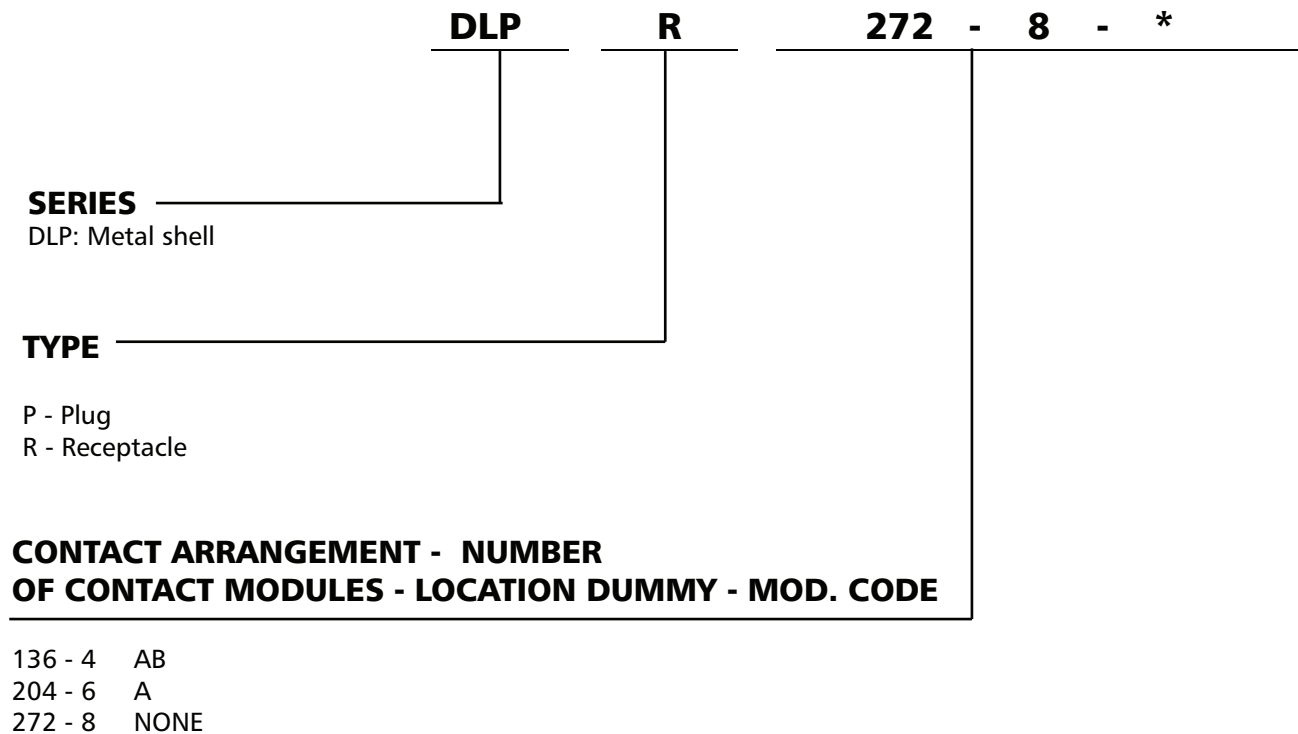 DLP R 272 - 8 - *
SERIES
DLP: Metal shell
TYPE
P - Plug
R - Receptacle
CONTACT ARRANGEMENT - NUMBER
OF CONTACT MODULES - LOCATION DUMMY - MOD. CODE
136 - 4 AB
204 - 6 A
272 - 8 NONE